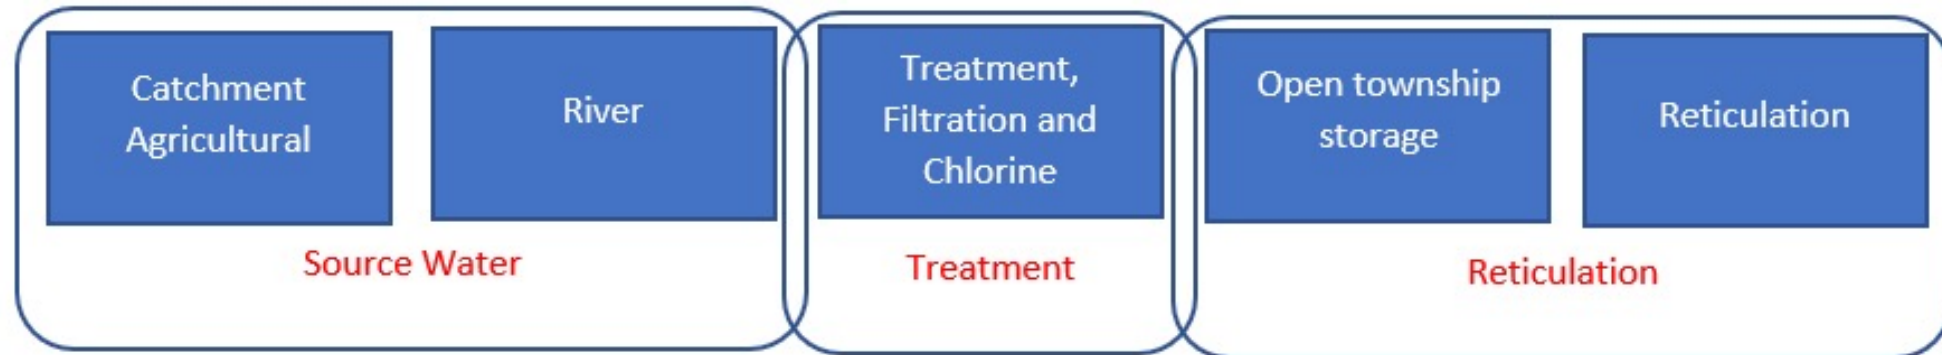 Catchment
Agricultural
River
Treatment,
Filtration and
Chlorine
Open township
storage
Reticulation
Source Water
Treatment
Reticulation